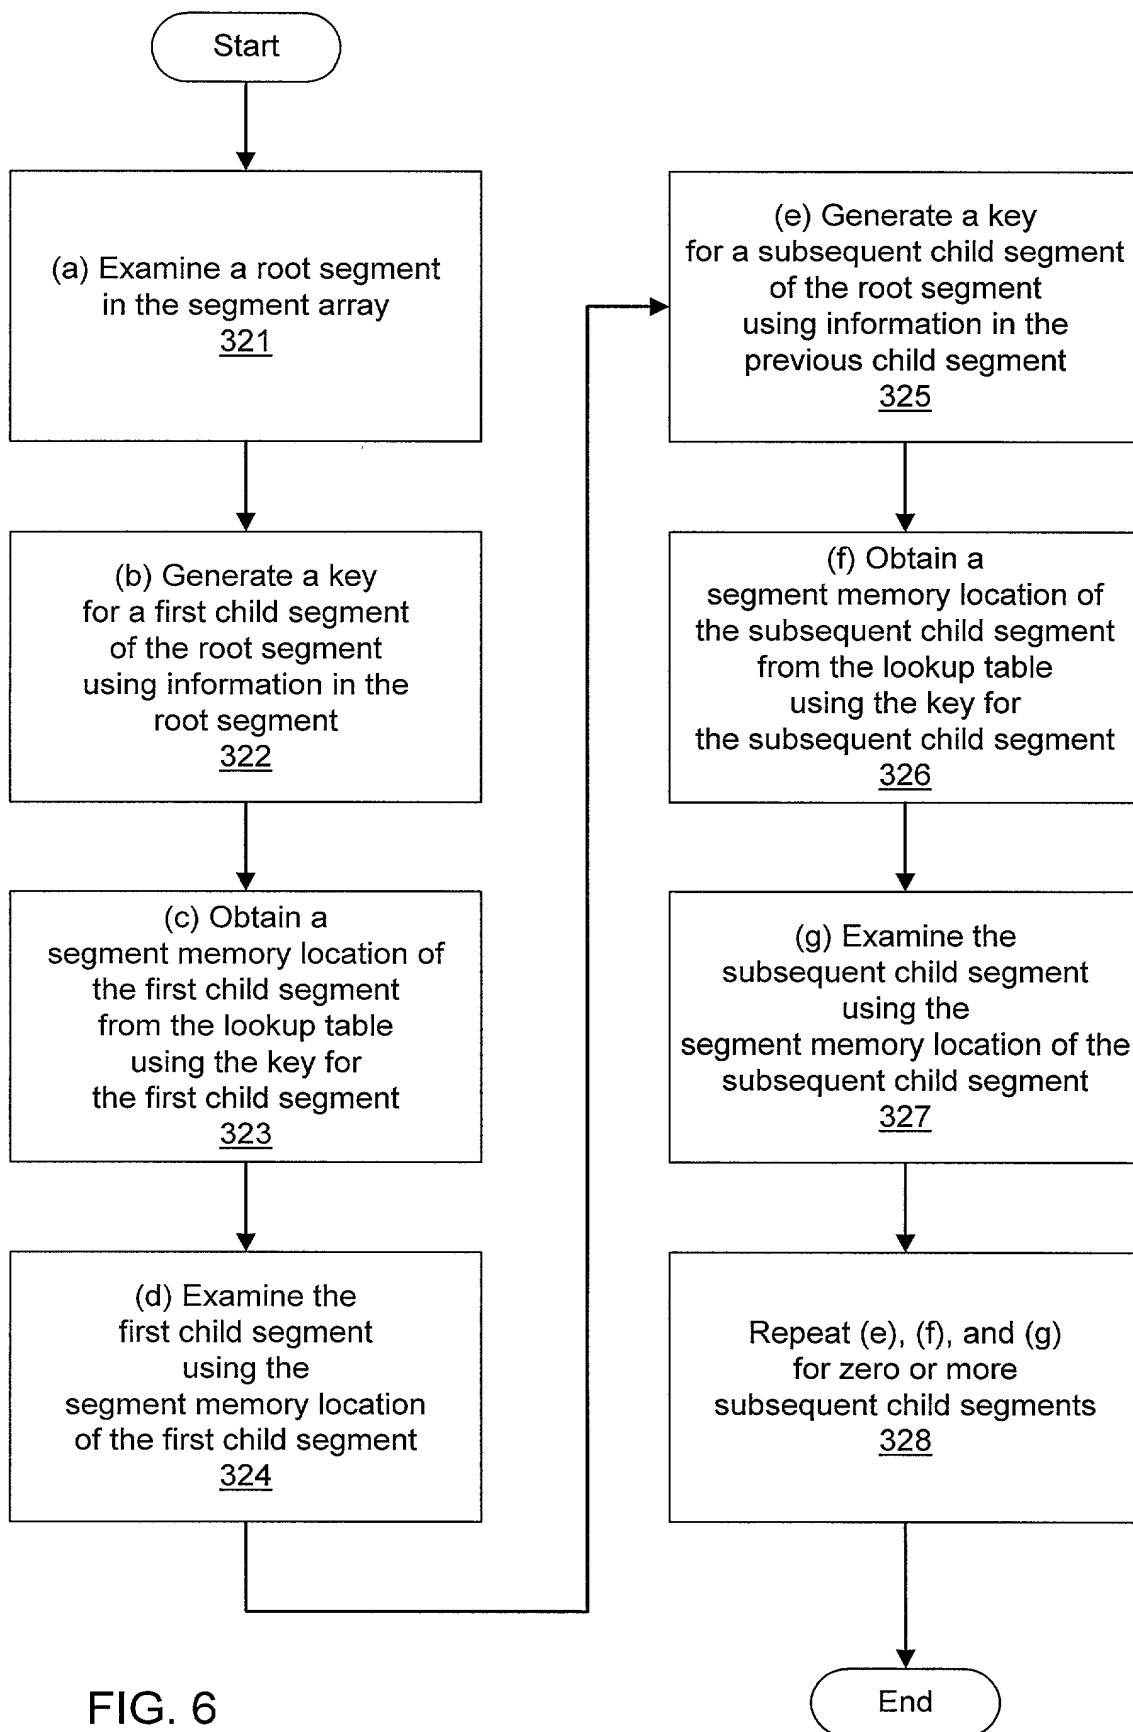 Start
(a) Examine a root segment
in the segment array
321
(b) Generate a key
for a first child segment
of the root segment
using information in the
root segment
322
(c) Obtain a
segment memory location of
the first child segment
from the lookup table
using the key for
the first child segment
323
(d) Examine the
first child segment
using the
segment memory location
of the first child segment
324
(e) Generate a key
for a subsequent child segment
of the root segment
using information in the
previous child segment
325
(f) Obtain a
segment memory location of
the subsequent child segment
from the lookup table
using the key for
the subsequent child segment
326
(g) Examine the
subsequent child segment
using the
segment memory location of the
subsequent child segment
327
Repeat (e), (f), and (g)
for zero or more
subsequent child segments
328
End
FIG. 6